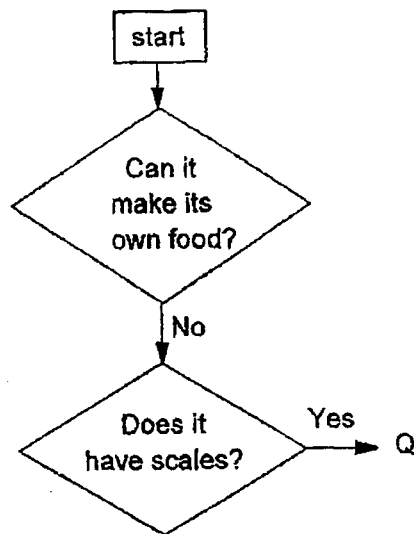 start
Can it
make its
own food?
No
Does it
have scales?
Yes
Q